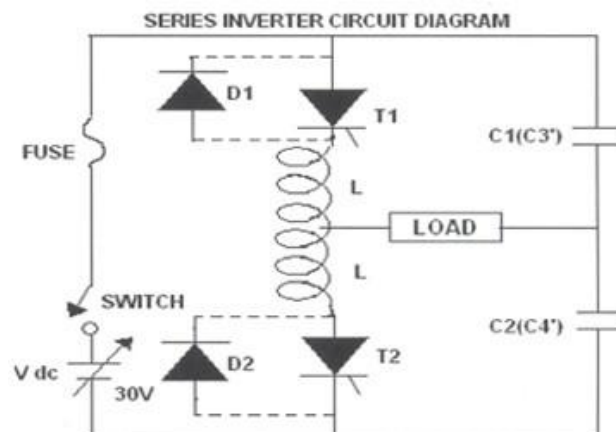 SERIES INVERTER CIRCUIT DIAGRAM
D1
T1
FUSE
C1(C3')
L
LOAD
L
SWITCH
C2(C4')
D2
T2
V dc
30V